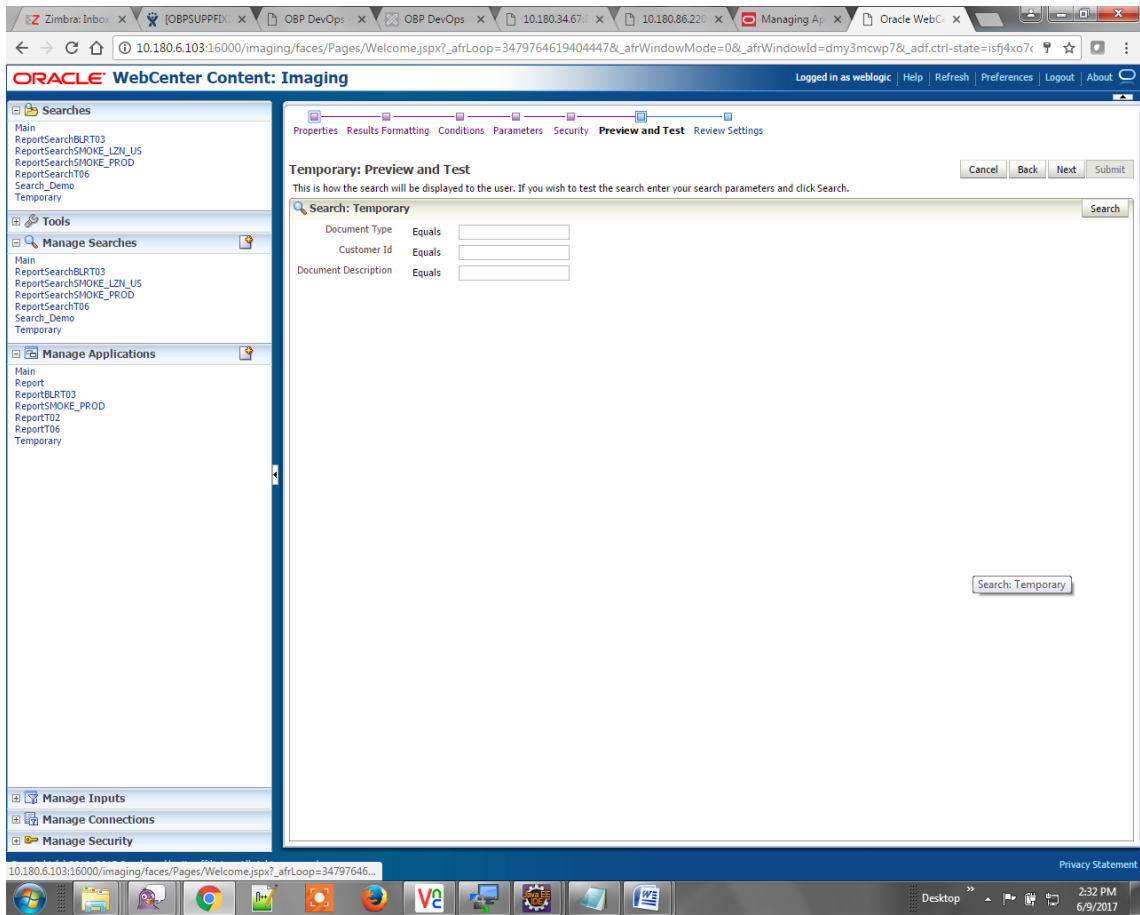 Zimbra: Inbox
[OBPSUPPFIX
OBP DevOps
OBP DevOps
10.180.34.67:
10.180.86.220
Managing Ap
Oracle WebCe
10.180.6.103:16000/imaging/faces/Pages/Welcome.jspx?_afrLoop=34797646194044478&_afrWindowMode=0&_afrWindowId=dmy3mcwp7&_adf.ctrl-state=isfj4xo7c
ORACLE WebCenter Content: Imaging
Logged in as weblogic | Help | Refresh | Preferences | Logout | About
Searches
Main
ReportSearchBLRT03
ReportSearchSMOKE_LZN_US
ReportSearchSMOKE_PROD
ReportSearchT06
Search_Demo
Temporary
Tools
Manage Searches
Main
ReportSearchBLRT03
ReportSearchSMOKE_LZN_US
ReportSearchSMOKE_PROD
ReportSearchT06
Search_Demo
Temporary
Manage Applications
Main
Report
ReportBLRT03
ReportSMOKE_PROD
ReportT02
ReportT06
Temporary
Manage Inputs
Manage Connections
Manage Security
Properties Results Formatting Conditions Parameters Security Preview and Test Review Settings
Temporary: Preview and Test
Cancel Back Next Submit
This is how the search will be displayed to the user. If you wish to test the search enter your search parameters and click Search.
Search: Temporary
Search
Document Type Equals
Customer Id Equals
Document Description Equals
Search: Temporary
Privacy Statement
10.180.6.103:16000/imaging/faces/Pages/Welcome.jspx?_afrLoop=34797646...
Desktop
2:32 PM
6/9/2017